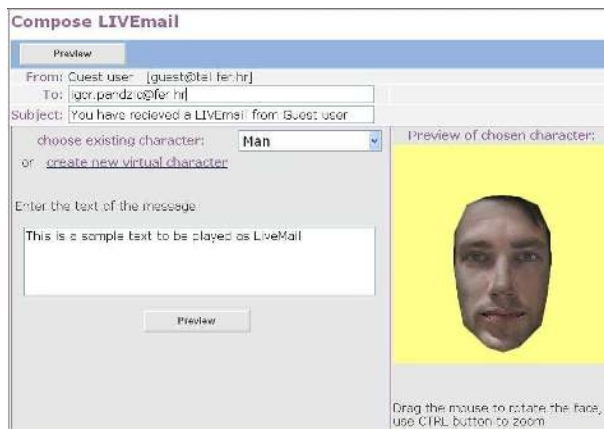 Compose LIVEmail
Preview
From: Guest user [guest@tel.fer.hr]
To: igor.pandzic@fer.hr
Subject: You have recieved a LIVEmail from Guest user
choose existing character: Man
or create new virtual character
Preview of chosen character:
Enter the text of the message
This is a sample text to be played as LiveMail
Preview
Drag the mouse to rotate the face,
use CTRL button to zoom